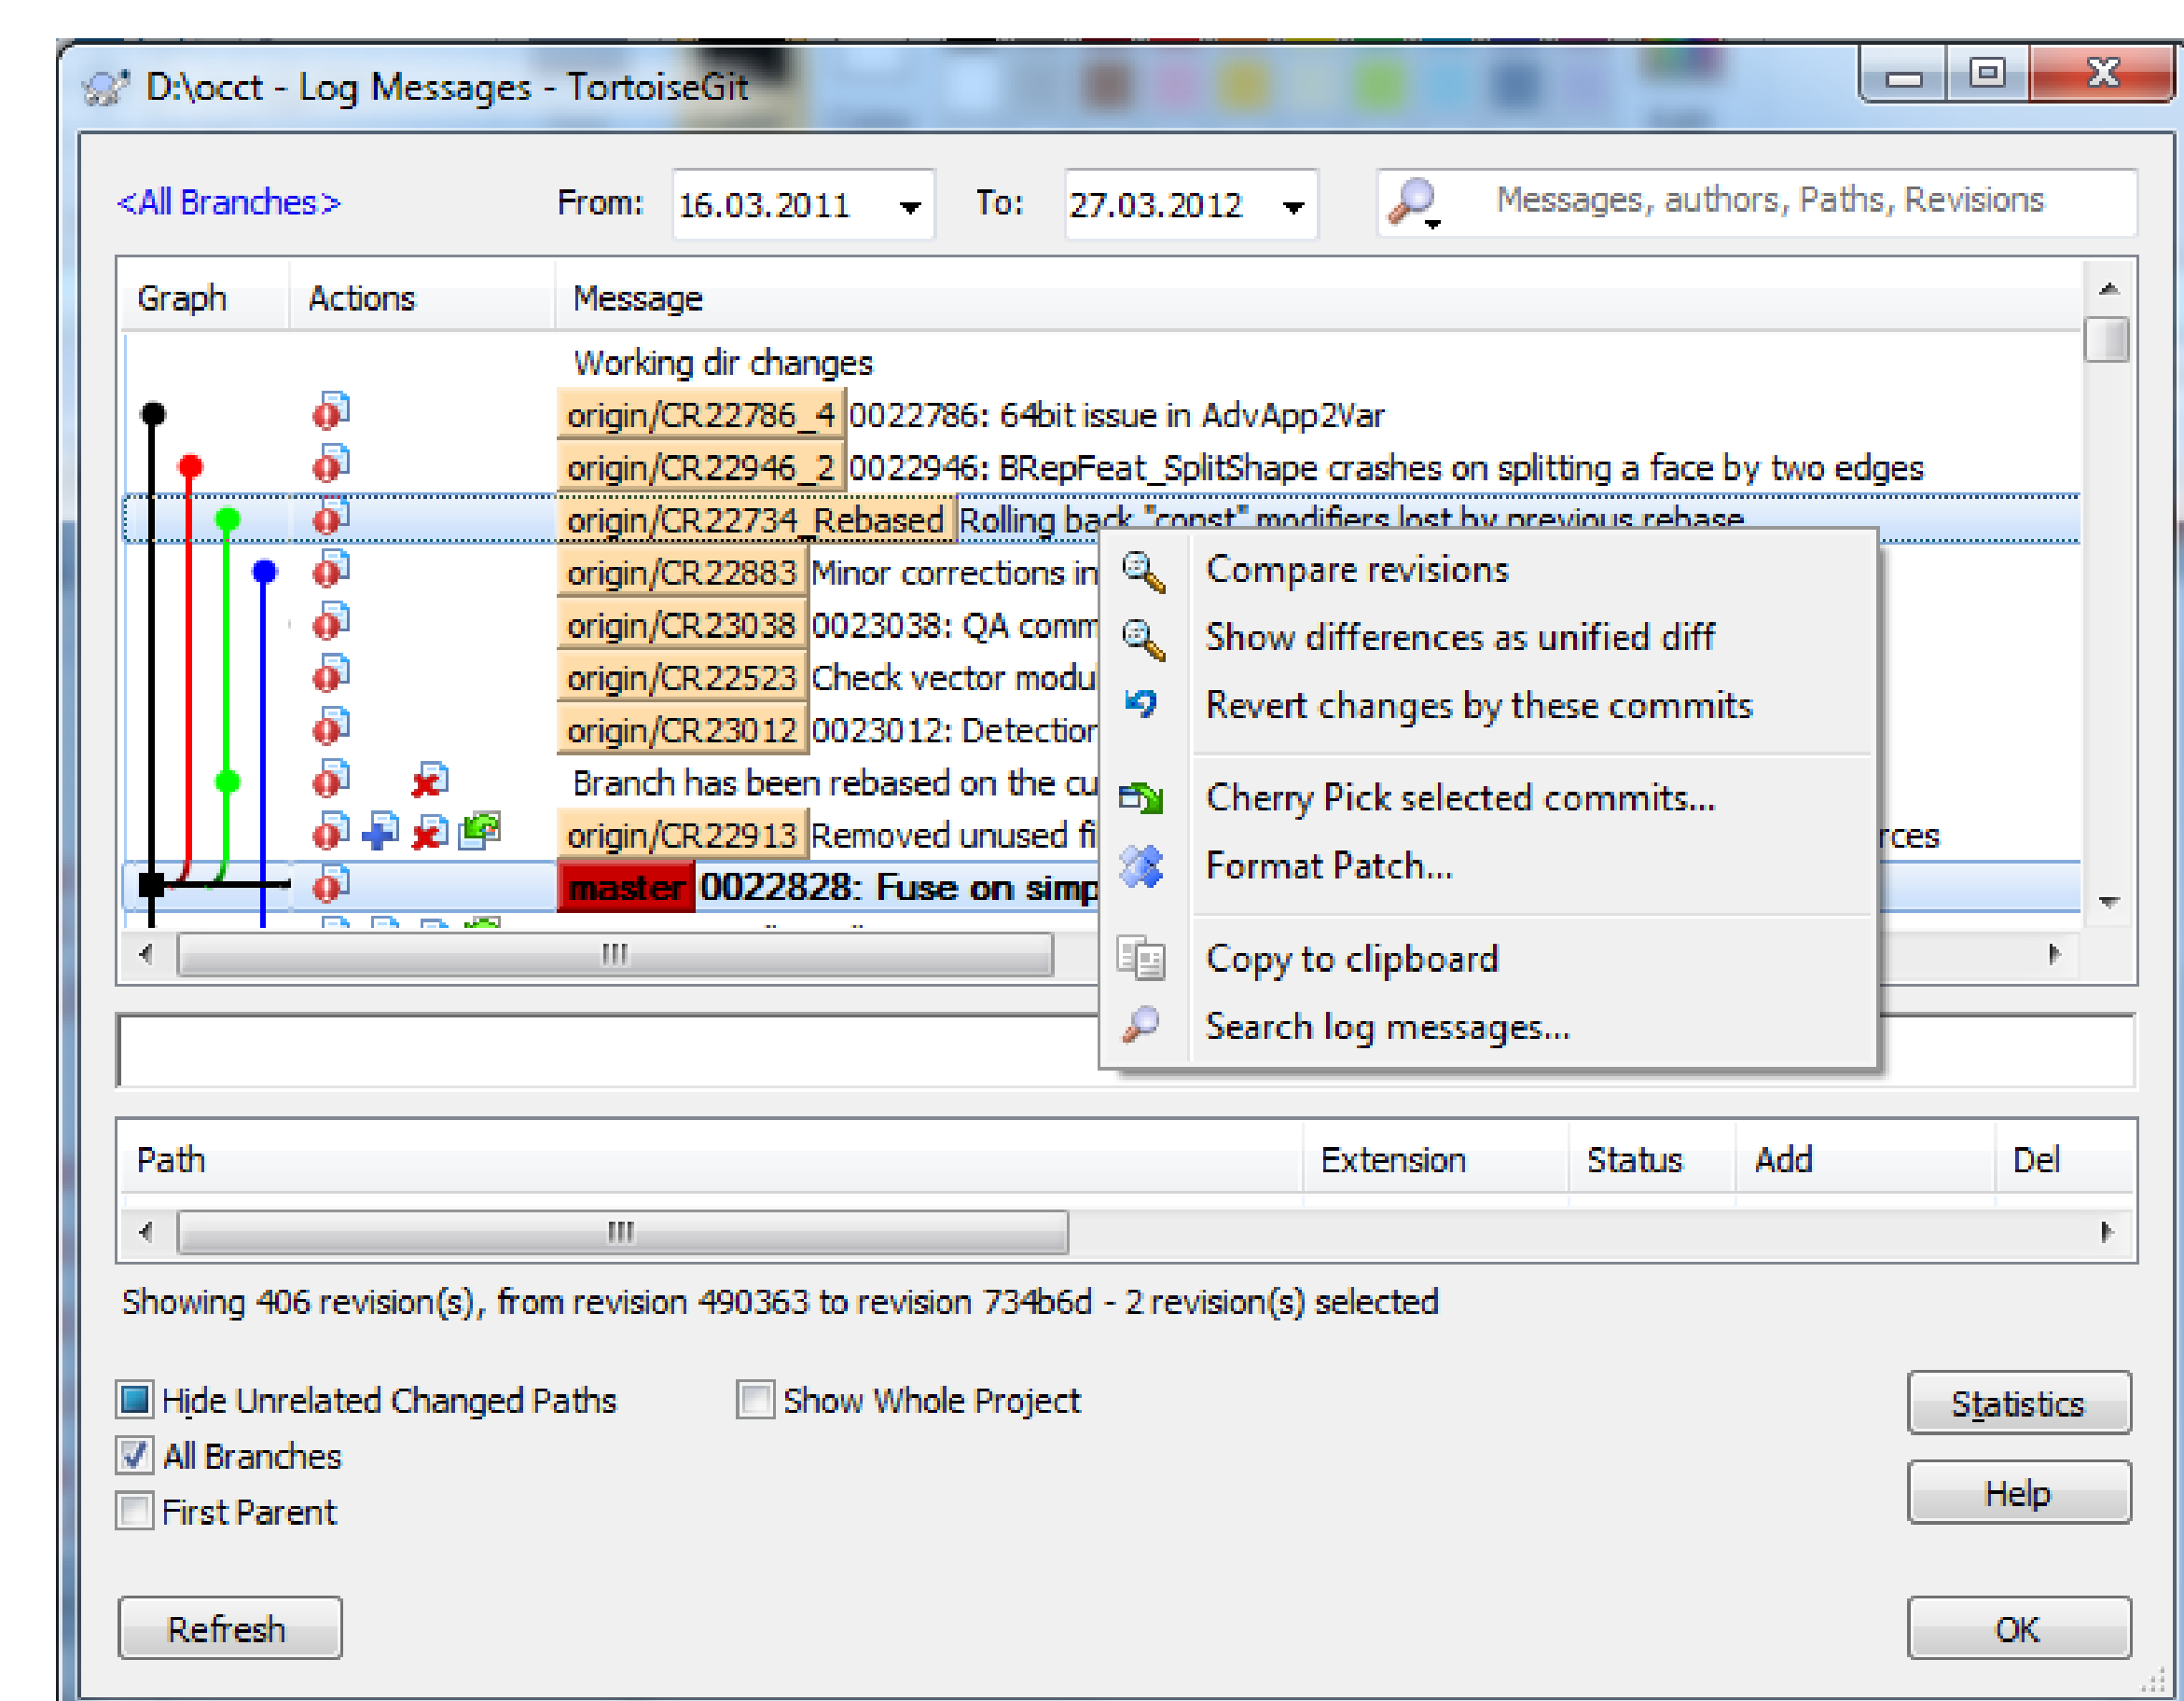 D:\occt - Log Messages - TortoiseGit
<All Branches> From: 16.03.2011 To: 27.03.2012 Messages, authors, Paths, Revisions
Graph Actions Message
Working dir changes
origin/CR22786_4 0022786: 64bit issue in AdvApp2Var
origin/CR22946_2 0022946: BRepFeat_SplitShape crashes on splitting a face by two edges
origin/CR22734_Rebased Rolling back "const" modifiers lost by previous rebase
origin/CR22883 Minor corrections in
origin/CR23038 0023038: QA comm
origin/CR22523 Check vector modu
origin/CR23012 0023012: Detection
Branch has been rebased on the cu
origin/CR22913 Removed unused fi rces
master 0022828: Fuse on simp
Compare revisions
Show differences as unified diff
Revert changes by these commits
Cherry Pick selected commits...
Format Patch...
Copy to clipboard
Search log messages...
Path Extension Status Add Del
Showing 406 revision(s), from revision 490363 to revision 734b6d - 2 revision(s) selected
Hide Unrelated Changed Paths Show Whole Project Statistics
All Branches
Help
First Parent
Refresh OK